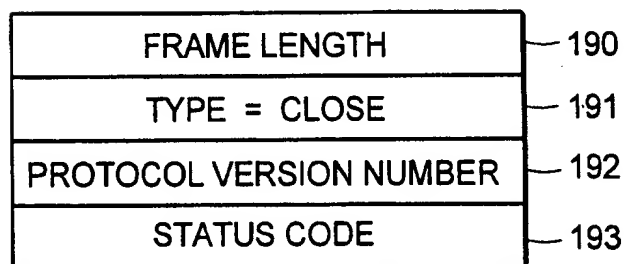 FRAME LENGTH 190
TYPE = CLOSE 191
PROTOCOL VERSION NUMBER 192
STATUS CODE 193